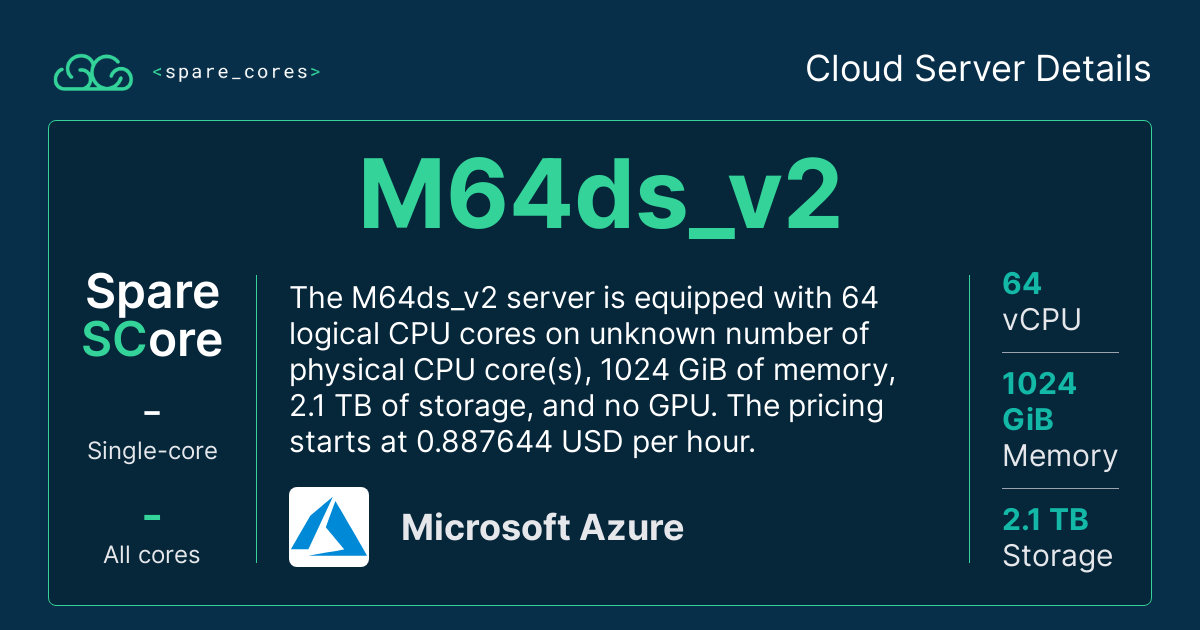 <spare_cores>
Cloud Server Details
M64ds_v2
Spare
SCore
–
Single-core
–
All cores
The M64ds_v2 server is equipped with 64
logical CPU cores on unknown number of
physical CPU core(s), 1024 GiB of memory,
2.1 TB of storage, and no GPU. The pricing
starts at 0.887644 USD per hour.
Microsoft Azure
64
vCPU
1024
GiB
Memory
2.1 TB
Storage